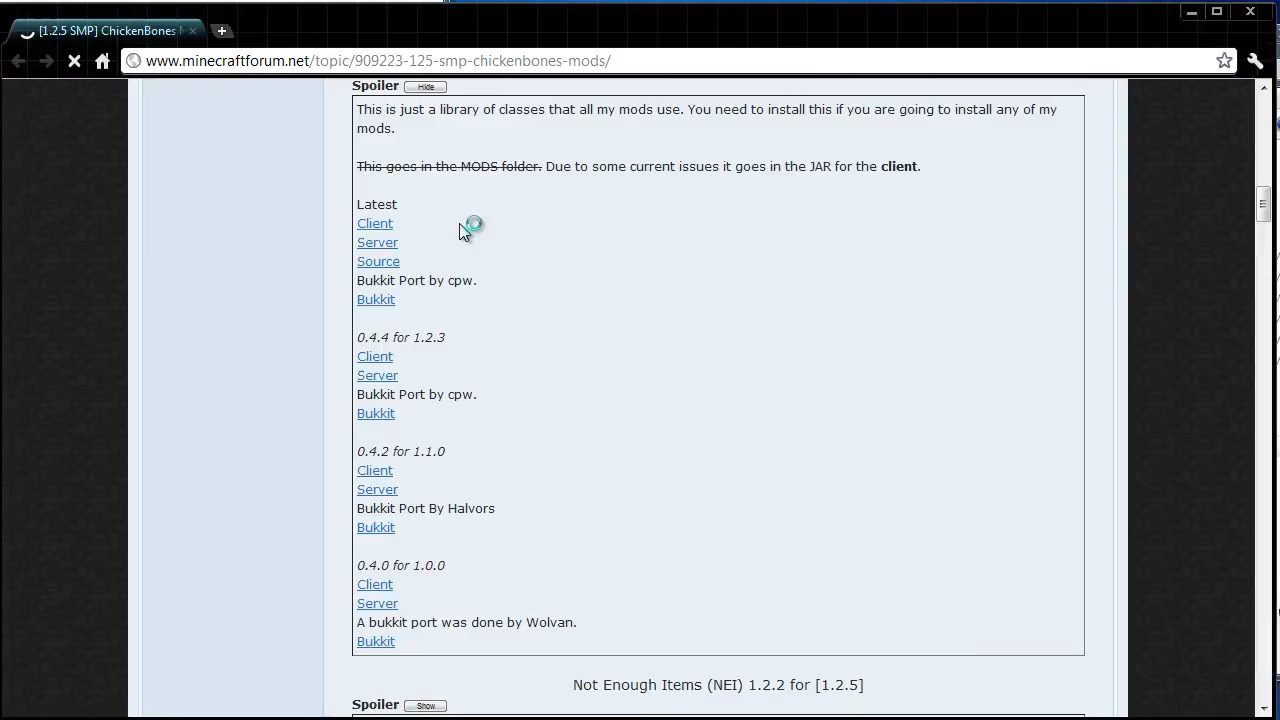 [1.2.5 SMP] ChickenBones
www.minecraftforum.net/topic/909223-125-smp-chickenbones-mods/
Spoiler Hide
This is just a library of classes that all my mods use. You need to install this if you are going to install any of my
mods.
This goes in the MODS folder. Due to some current issues it goes in the JAR for the client.
Latest
Client
Server
Source
Bukkit Port by cpw.
Bukkit
0.4.4 for 1.2.3
Client
Server
Bukkit Port by cpw.
Bukkit
0.4.2 for 1.1.0
Client
Server
Bukkit Port By Halvors
Bukkit
0.4.0 for 1.0.0
Client
Server
A bukkit port was done by Wolvan.
Bukkit
Not Enough Items (NEI) 1.2.2 for [1.2.5]
Spoiler Show